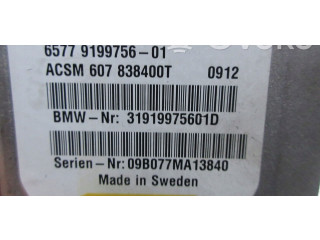 6577 9199756-01
ACSM 607 838400T 0912
BMW-Nr: 31919975601D
Serien-Nr: 09B077MA13840
Made in Sweden